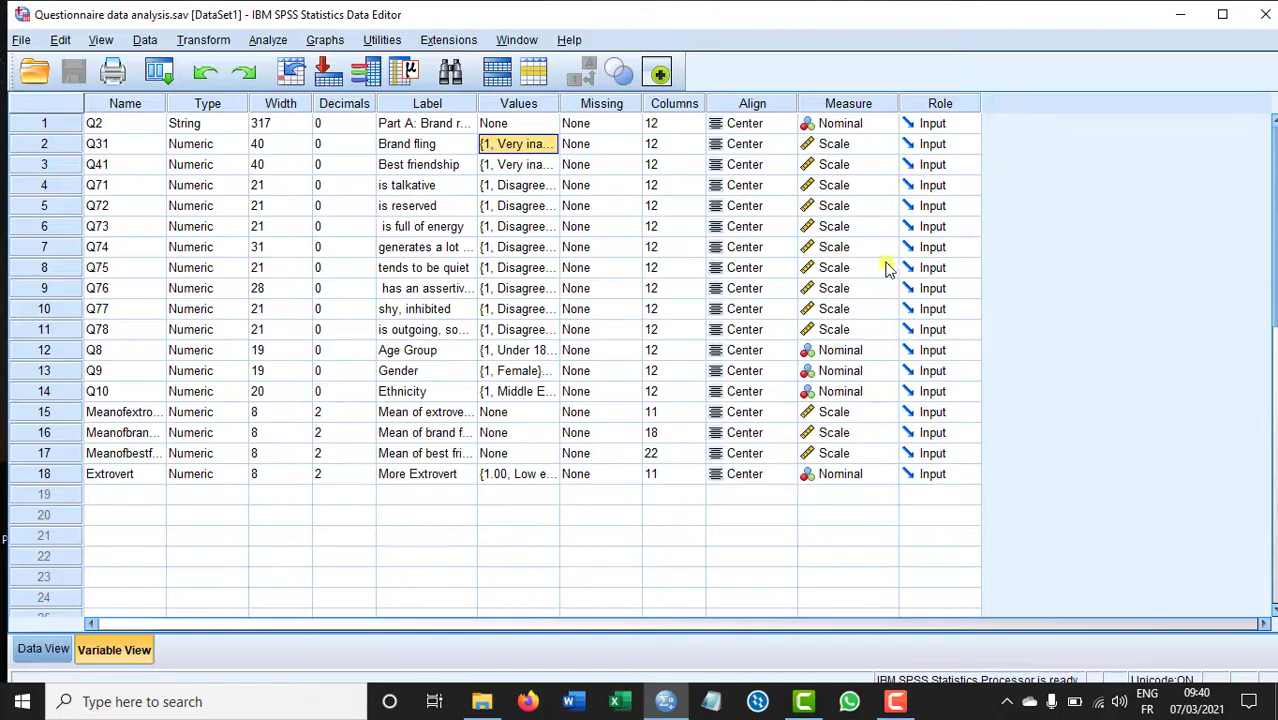 Questionnaire data analysis.sav [DataSet1] - IBM SPSS Statistics Data Editor
File Edit View Data Transform Analyze Graphs Utilities Extensions Window Help
Name Type Width Decimals Label Values Missing Columns Align Measure Role
1 Q2 String 317 0 Part A: Brand r... None None 12 Center Nominal Input
2 Q31 Numeric 40 0 Brand fling {1, Very ina... None 12 Center Scale Input
3 Q41 Numeric 40 0 Best friendship {1, Very ina... None 12 Center Scale Input
4 Q71 Numeric 21 0 is talkative {1, Disagree... None 12 Center Scale Input
5 Q72 Numeric 21 0 is reserved {1, Disagree... None 12 Center Scale Input
6 Q73 Numeric 21 0 is full of energy {1, Disagree... None 12 Center Scale Input
7 Q74 Numeric 31 0 generates a lot ... {1, Disagree... None 12 Center Scale Input
8 Q75 Numeric 21 0 tends to be quiet {1, Disagree... None 12 Center Scale Input
9 Q76 Numeric 28 0 has an assertiv... {1, Disagree... None 12 Center Scale Input
10 Q77 Numeric 21 0 shy, inhibited {1, Disagree... None 12 Center Scale Input
11 Q78 Numeric 21 0 is outgoing, so... {1, Disagree... None 12 Center Scale Input
12 Q8 Numeric 19 0 Age Group {1, Under 18... None 12 Center Nominal Input
13 Q9 Numeric 19 0 Gender {1, Female}... None 12 Center Nominal Input
14 Q10 Numeric 20 0 Ethnicity {1, Middle E... None 12 Center Nominal Input
15 Meanofextro... Numeric 8 2 Mean of extrove... None None 11 Center Scale Input
16 Meanofbran... Numeric 8 2 Mean of brand f... None None 18 Center Scale Input
17 Meanofbestf... Numeric 8 2 Mean of best fri... None None 22 Center Scale Input
18 Extrovert Numeric 8 2 More Extrovert {1.00, Low e... None 11 Center Nominal Input
19
20
21
22
23
24
Data View Variable View
IBM SPSS Statistics Processor is ready Unicode:ON
Type here to search
ENG 09:40
FR 07/03/2021